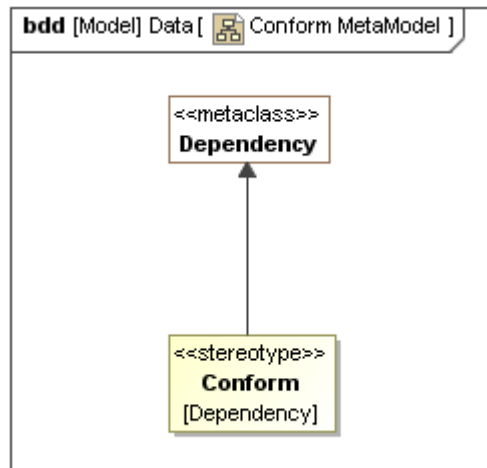 bdd [Model] Data [ Conform MetaModel ]
<<metaclass>>
Dependency
<<stereotype>>
Conform
[Dependency]